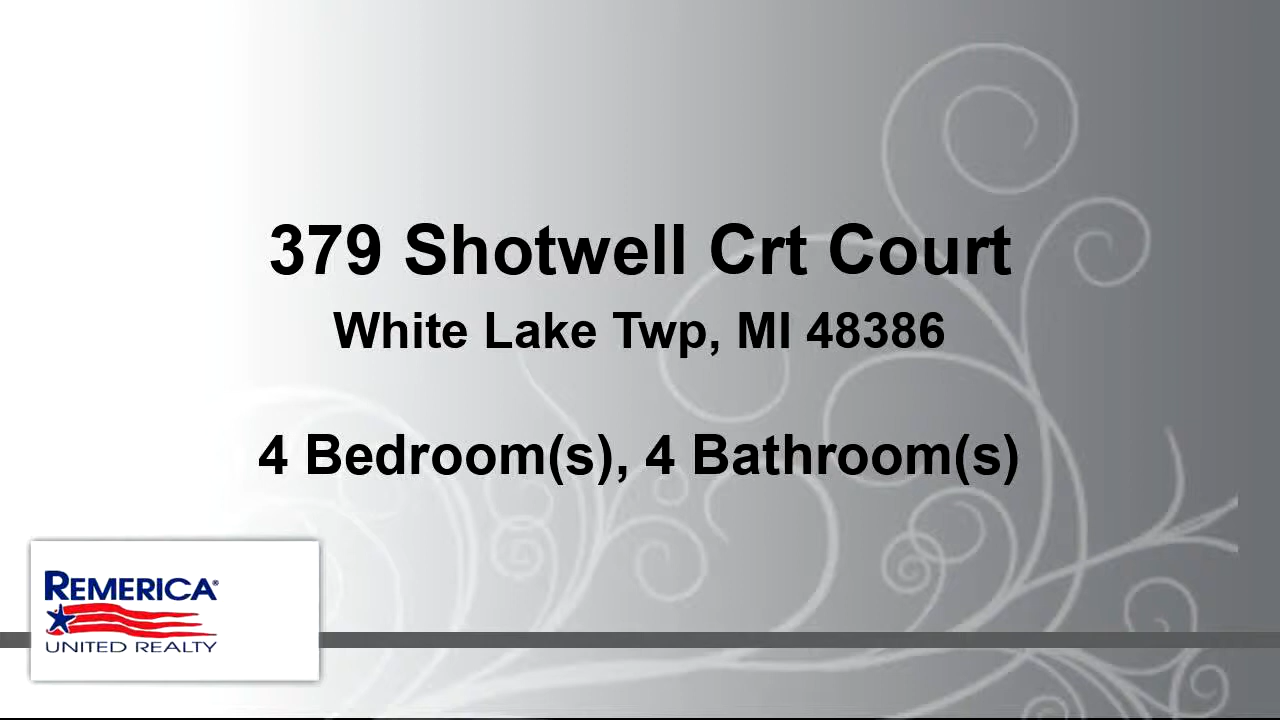 379 Shotwell Crt Court
White Lake Twp, MI 48386
4 Bedroom(s), 4 Bathroom(s)
REMERICA®
UNITED REALTY